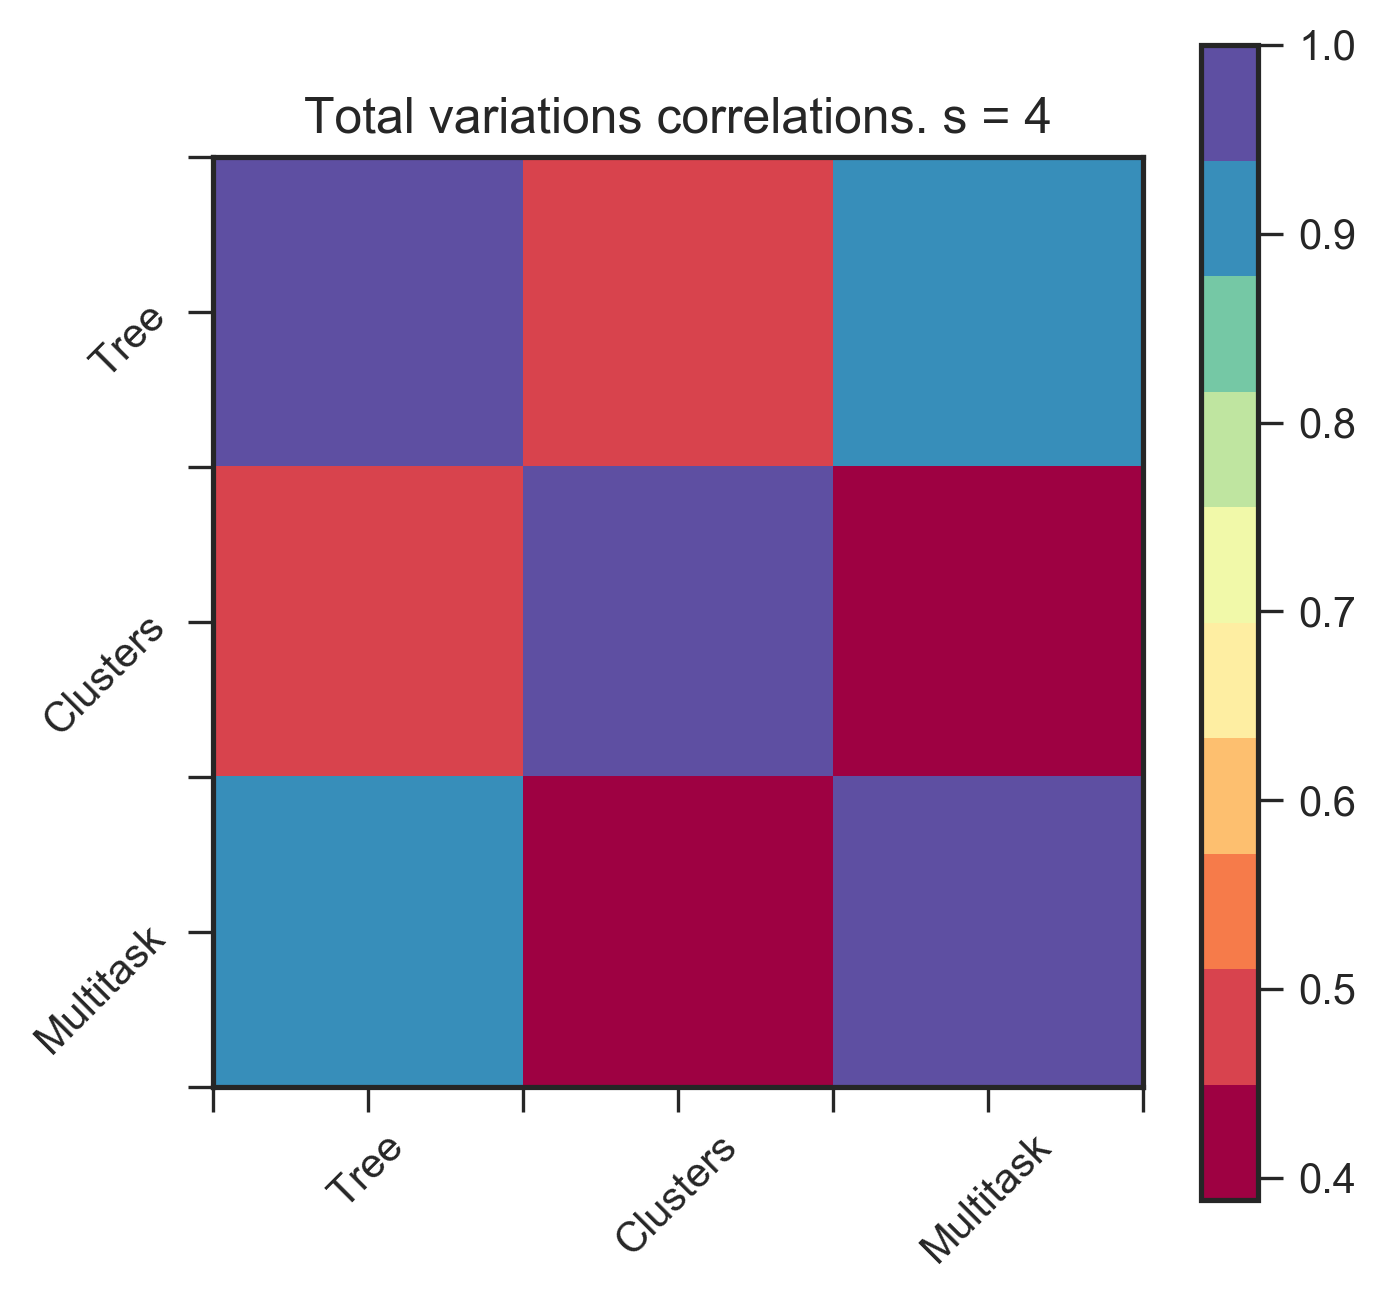 Total variations correlations. s = 4
Tree
Clusters
Multitask
Tree
Clusters
Multitask
1.0
0.9
0.8
0.7
0.6
0.5
0.4